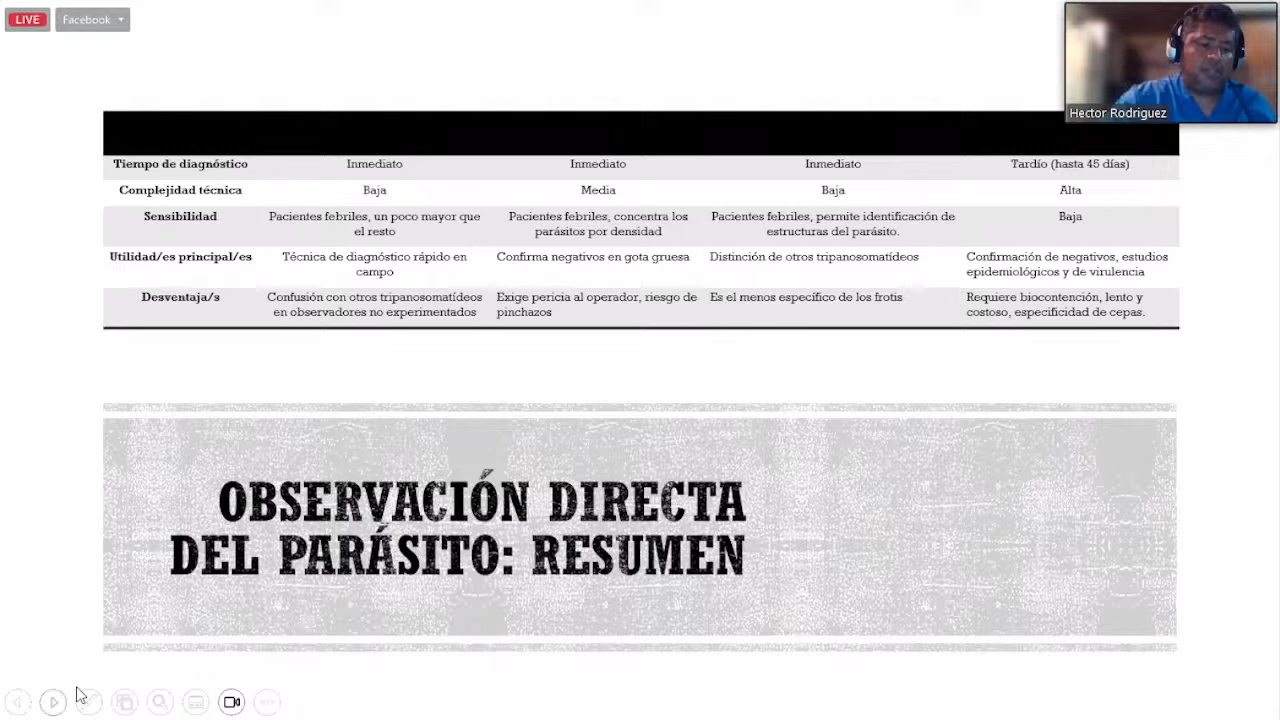 LIVE
Facebook
Hector Rodriguez
Tiempo de diagnóstico Inmediato Inmediato Inmediato Tardío (hasta 45 días)
Complejidad técnica Baja Media Baja Alta
Sensibilidad Pacientes febriles, un poco mayor que Pacientes febriles, concentra los Pacientes febriles, permite identificación de Baja
el resto parásitos por densidad estructuras del parásito.
Utilidad/es principal/es Técnica de diagnóstico rápido en Confirma negativos en gota gruesa Distinción de otros tripanosomatídeos Confirmación de negativos, estudios
campo epidemiológicos y de virulencia
Desventaja/s Confusión con otros tripanosomatídeos Exige pericia al operador, riesgo de Es el menos específico de los frotis Requiere biocontención, lento y
en observadores no experimentados pinchazos costoso, especificidad de cepas.
OBSERVACIÓN DIRECTA
DEL PARÁSITO: RESUMEN